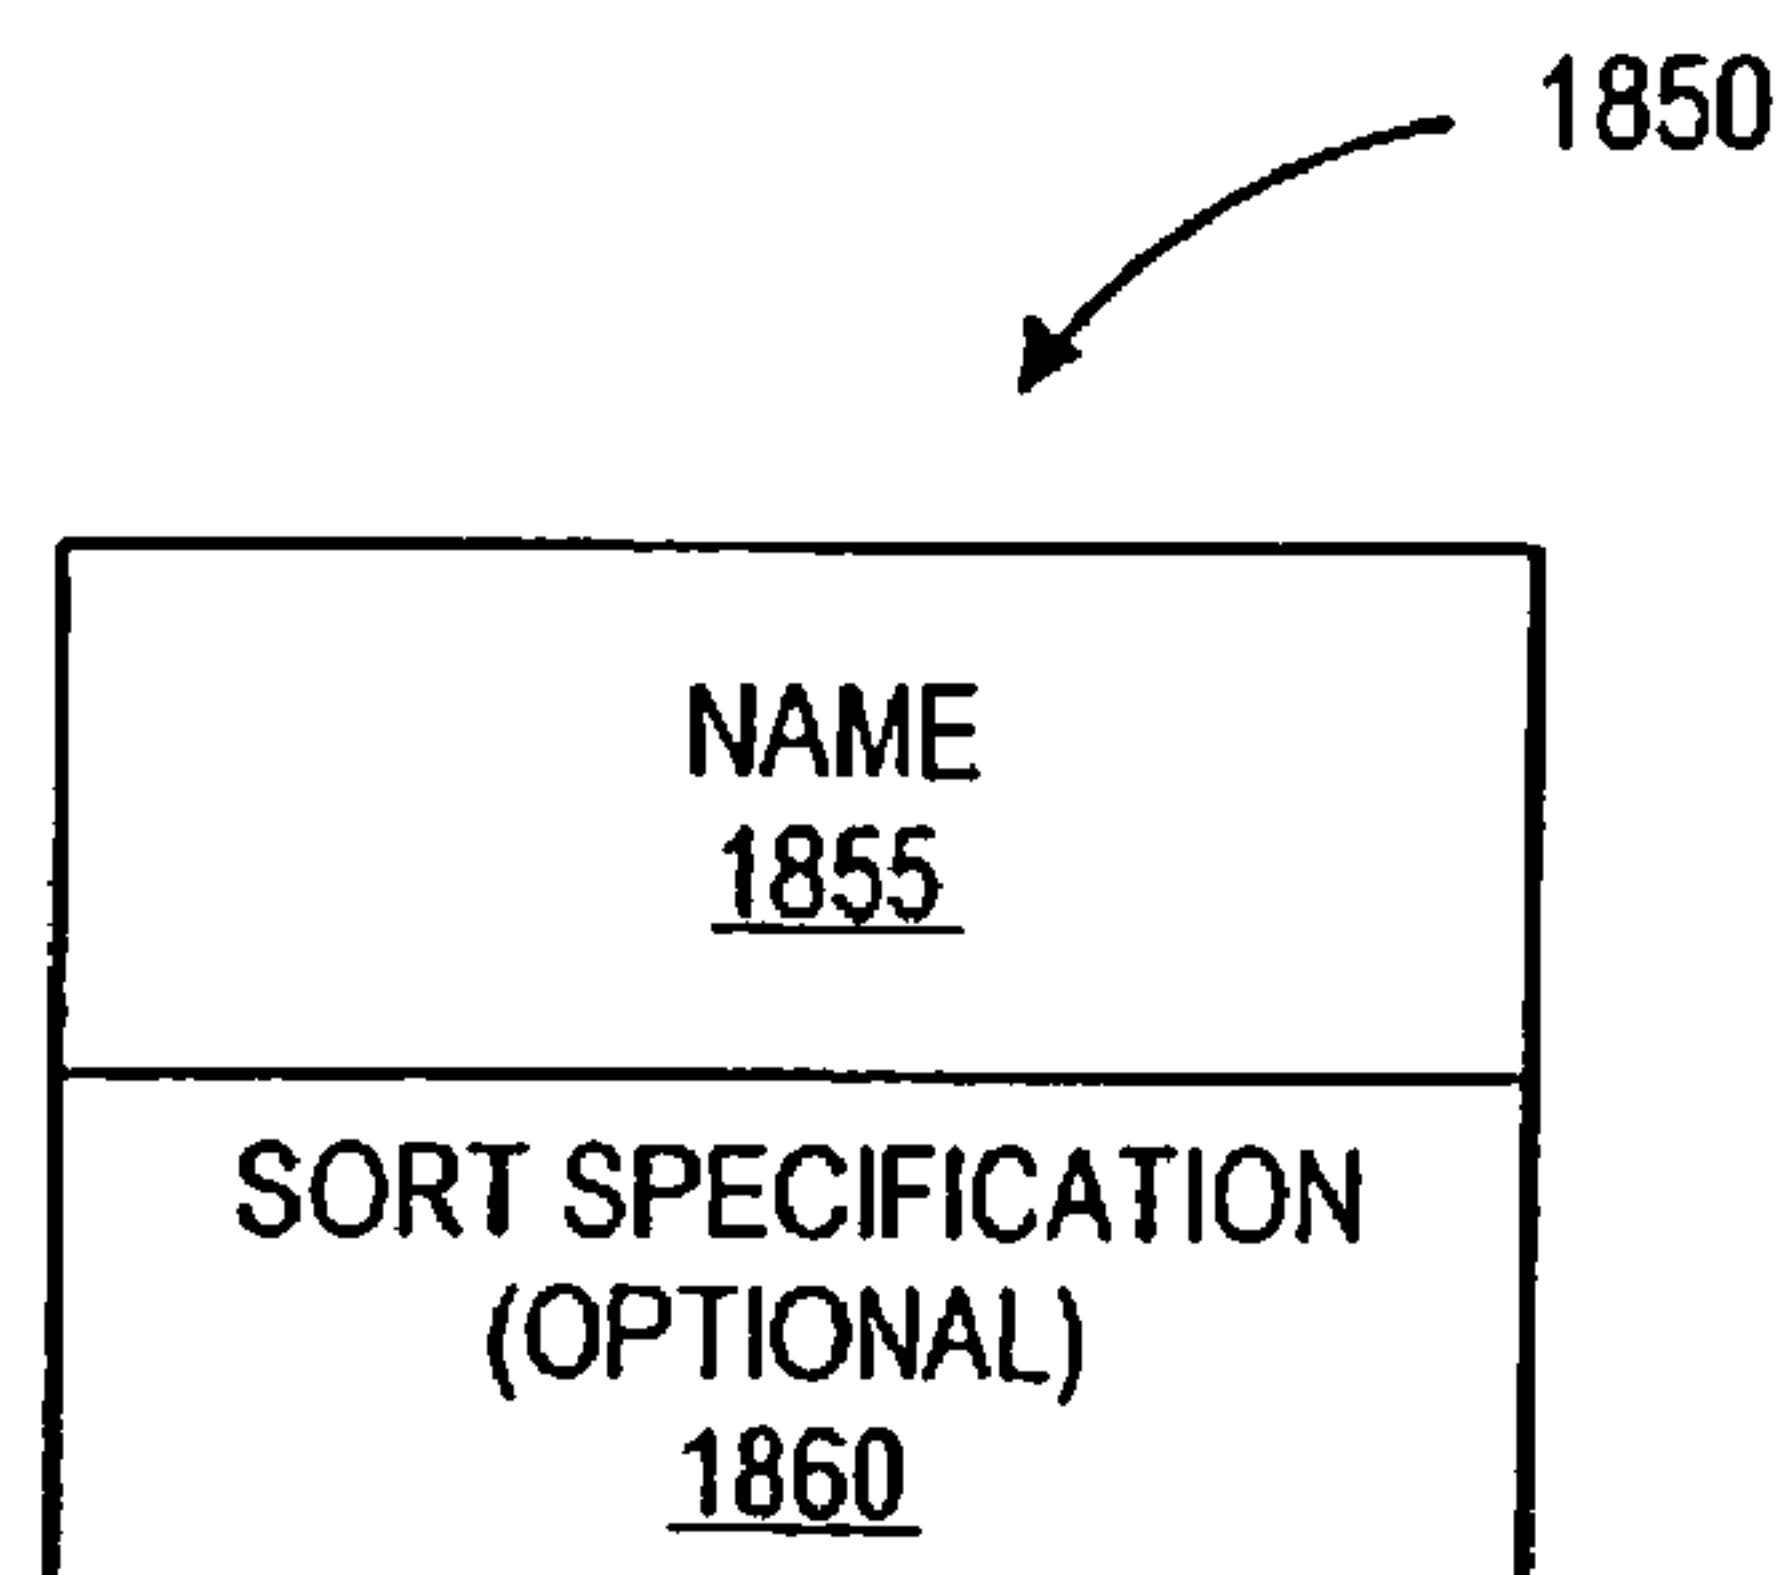 1850
NAME
1855
SORT SPECIFICATION
(OPTIONAL)
1860